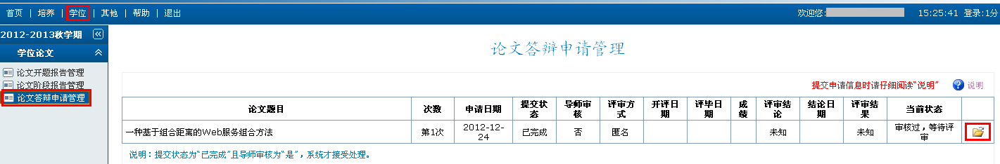 首页 | 培养 | 学位 | 其他 | 帮助 | 退出
欢迎您: 15:25:41 登录:1分
2012-2013秋学期
学位论文
论文开题报告管理
论文阶段报告管理
论文答辩申请管理
论文答辩申请管理
提交申请信息时请仔细阅读“说明” 说明
论文题目 次数 申请日期 提交状态 导师审核 评审方式 开评日期 评毕日期 成绩 评审结论 结论日期 评审结果 当前状态
一种基于组合距离的Web服务组合方法 第1次 2012-12-24 已完成 否 匿名 未知 未知 审核过，等待评审
说明：提交状态为“已完成”且导师审核为“是”，系统才接受处理。